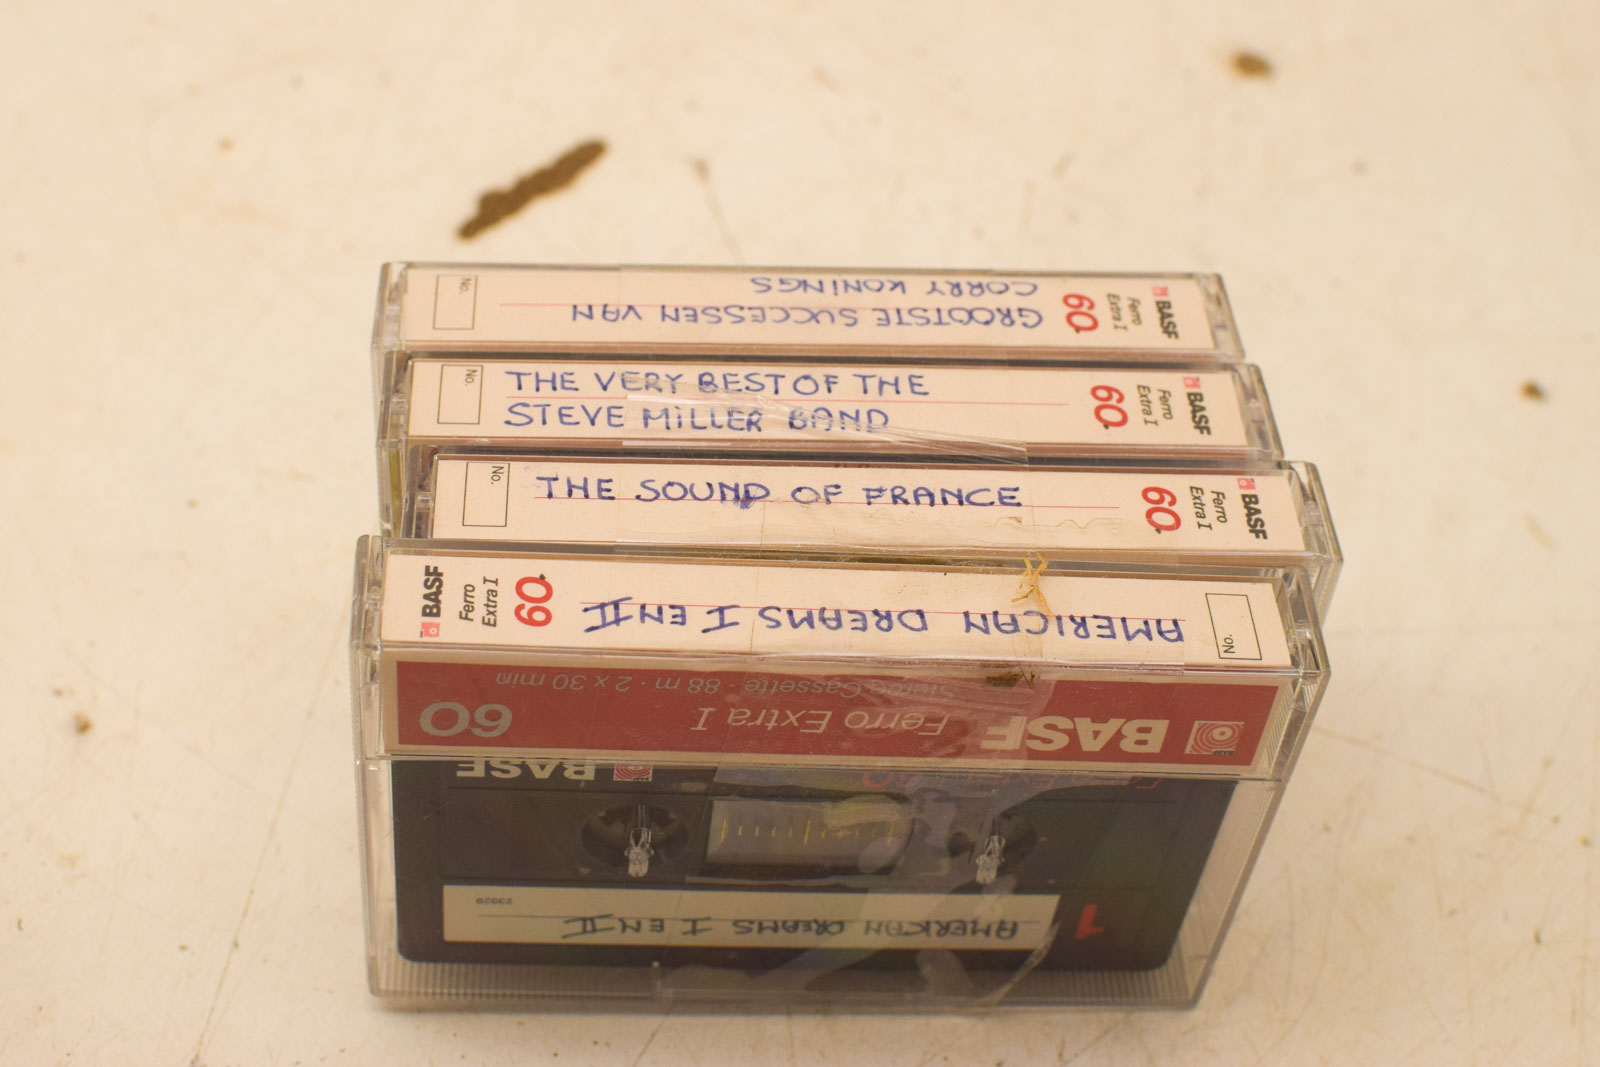 GROOTSTE SUCCESSEN VAN
CORRY KONINGS
60
Ferro
Extra I
BASF
No.
THE VERY BEST OF THE
STEVE MiLLER BAND
60
Ferro
Extra I
BASF
No.
THE SOUND OF FRANCE
60
Ferro
Extra I
BASF
No.
BASF
Ferro
Extra I
60
AMERICAN DREAMS I EN II
No.
BASF Ferro Extra I 60
Stereo Cassette · 88 m · 2 x 30 min
BASF
1
AMERICAN DREAMS I EN II
23929